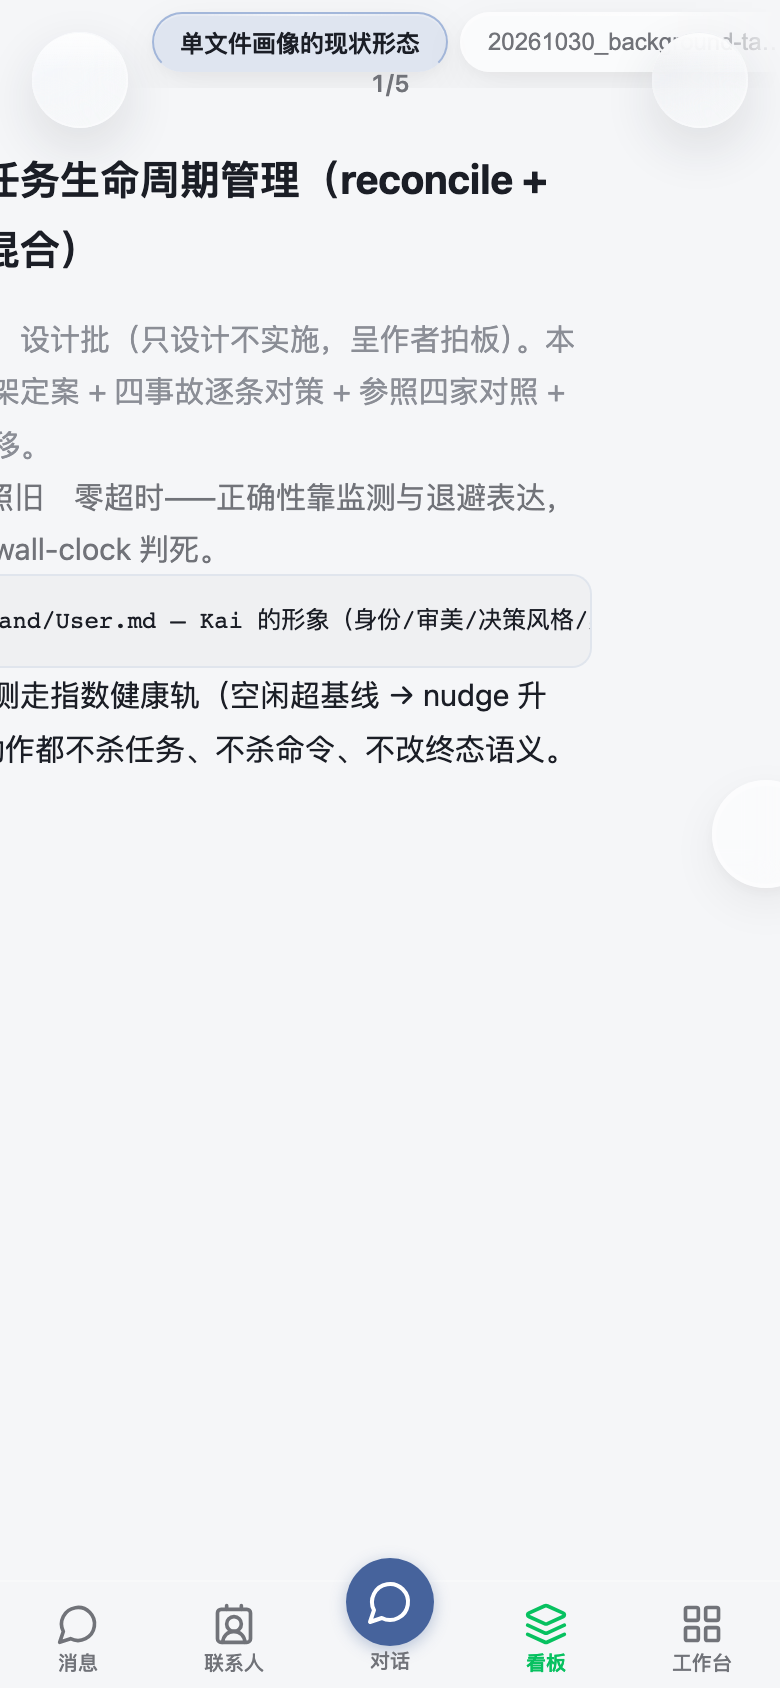 单文件画像的现状形态
20261030_background-ta...
1/5
任务生命周期管理（reconcile +
混合）
设计批（只设计不实施，呈作者拍板）。本
架定案 + 四事故逐条对策 + 参照四家对照 +
移。
照旧 零超时——正确性靠监测与退避表达，
wall-clock 判死。
and/User.md — Kai 的形象（身份/审美/决策风格/
测走指数健康轨（空闲超基线 → nudge 升
动作都不杀任务、不杀命令、不改终态语义。
消息
联系人
对话
看板
工作台